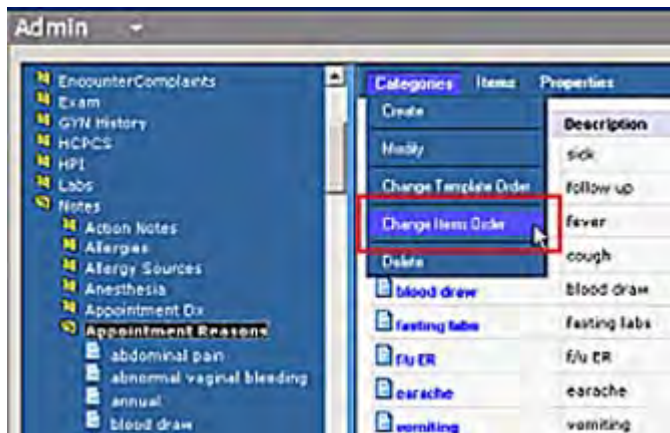 Admin
EncounterComplaints
Exam
GYN History
HCPCS
HPI
Labs
Notes
Action Notes
Allergies
Allergy Sources
Anesthesia
Appointment Dx
Appointment Reasons
abdominal pain
abnormal vaginal bleeding
annual
blood draw
Categories Items Properties
Create
Modify
Change Template Order
Change Items Order
Delete
blood draw
fasting labs
f/u ER
earache
vomiting
Description
sick
follow up
fever
cough
blood draw
fasting labs
f/u ER
earache
vomiting